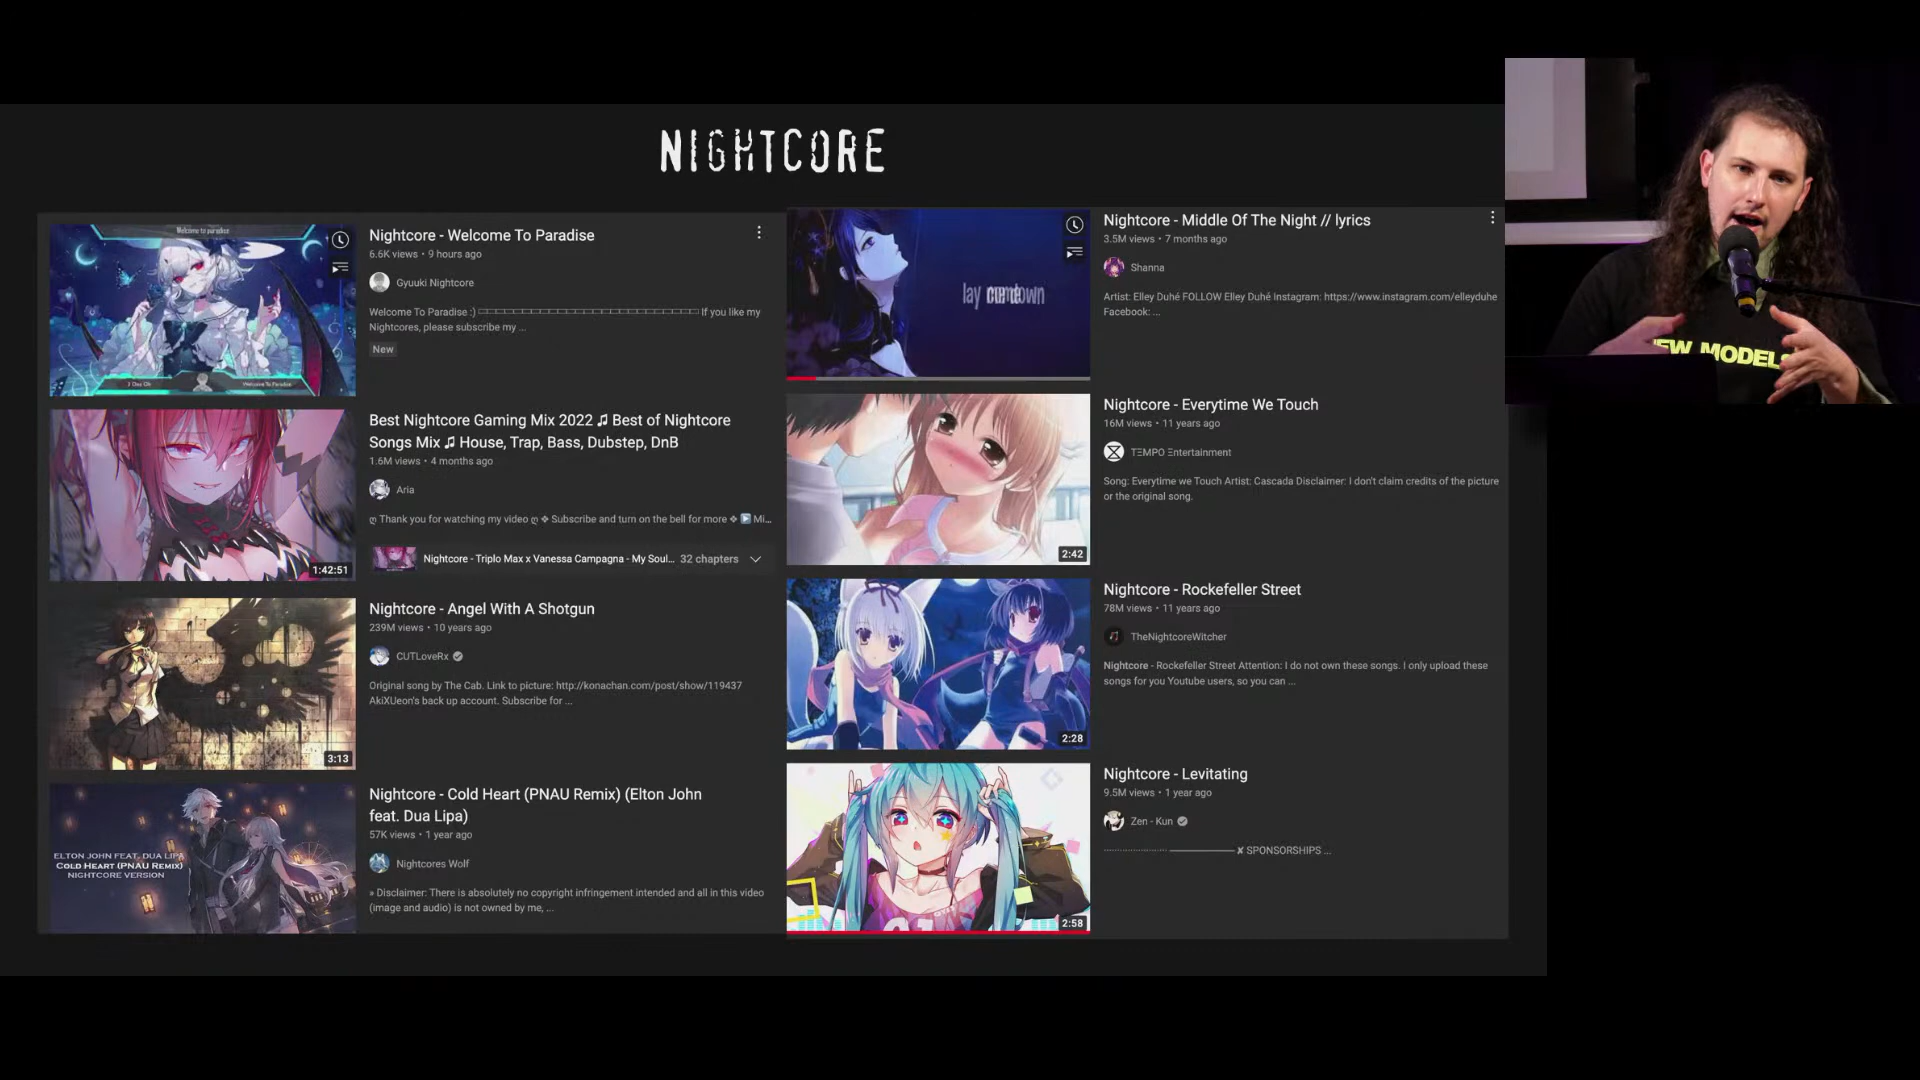 NIGHTCORE
Welcome to paradise
Welcome To Paradise
Nightcore - Welcome To Paradise
6.6K views • 9 hours ago
Gyuuki Nightcore
Welcome To Paradise :) If you like my
Nightcores, please subscribe my ...
New
1:42:51
Best Nightcore Gaming Mix 2022 ♫ Best of Nightcore
Songs Mix ♫ House, Trap, Bass, Dubstep, DnB
1.6M views • 4 months ago
Aria
ღ Thank you for watching my video ღ ❖ Subscribe and turn on the bell for more ❖ ▶ Mi...
Nightcore - Triplo Max x Vanessa Campagna - My Soul... 32 chapters
3:13
Nightcore - Angel With A Shotgun
239M views • 10 years ago
CUTLoveRx
Original song by The Cab. Link to picture: http://konachan.com/post/show/119437
AkiXUeon's back up account. Subscribe for ...
ELTON JOHN FEAT. DUA LIPA
COLD HEART (PNAU REMIX)
NIGHTCORE VERSION
Nightcore - Cold Heart (PNAU Remix) (Elton John
feat. Dua Lipa)
57K views • 1 year ago
Nightcores Wolf
» Disclaimer: There is absolutely no copyright infringement intended and all in this video
(image and audio) is not owned by me, ...
lay down
Nightcore - Middle Of The Night // lyrics
3.5M views • 7 months ago
Shanna
Artist: Elley Duhé FOLLOW Elley Duhé Instagram: https://www.instagram.com/elleyduhe
Facebook: ...
2:42
Nightcore - Everytime We Touch
16M views • 11 years ago
TΞMPO Ξntertainment
Song: Everytime we Touch Artist: Cascada Disclaimer: I don't claim credits of the picture
or the original song.
2:28
Nightcore - Rockefeller Street
78M views • 11 years ago
TheNightcoreWitcher
Nightcore - Rockefeller Street Attention: I do not own these songs. I only upload these
songs for you Youtube users, so you can ...
2:58
Nightcore - Levitating
9.5M views • 1 year ago
Zen - Kun
✘ SPONSORSHIPS ...
EW MODELS